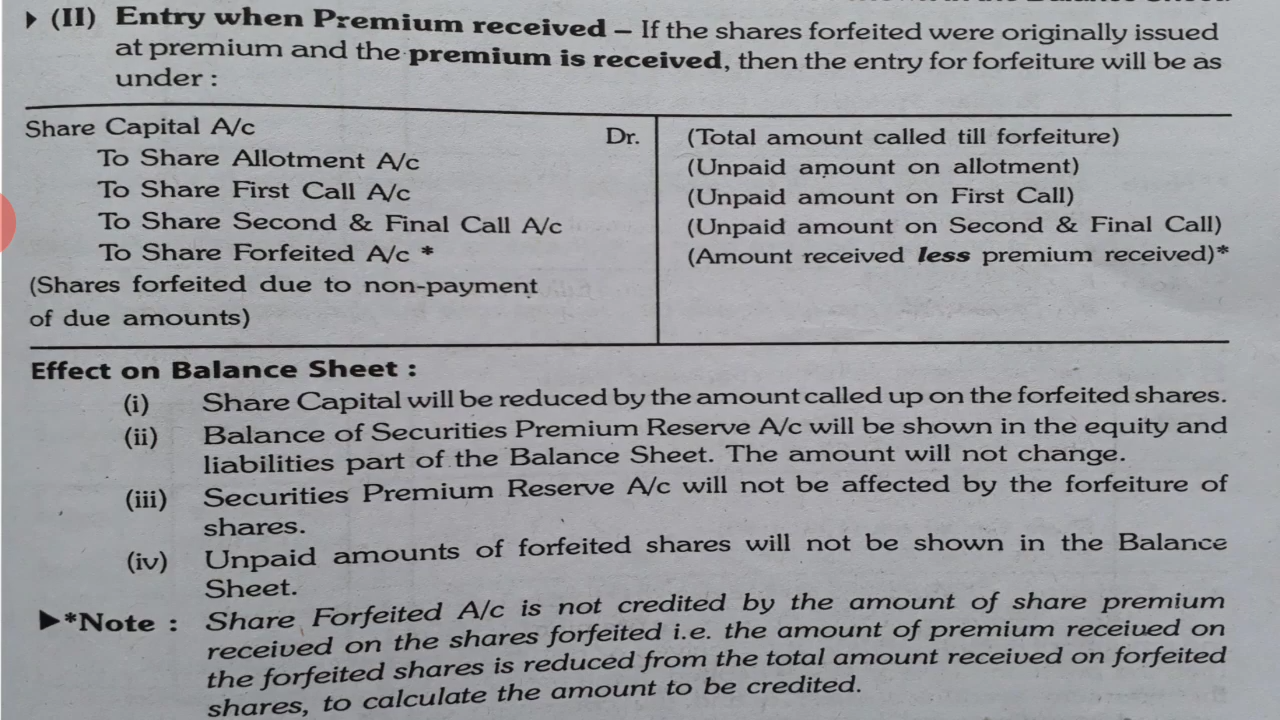 (II) Entry when Premium received – If the shares forfeited were originally issued
at premium and the premium is received, then the entry for forfeiture will be as
under :
Share Capital A/c Dr. (Total amount called till forfeiture)
To Share Allotment A/c (Unpaid amount on allotment)
To Share First Call A/c (Unpaid amount on First Call)
To Share Second & Final Call A/c (Unpaid amount on Second & Final Call)
To Share Forfeited A/c * (Amount received less premium received)*
(Shares forfeited due to non-payment
of due amounts)
Effect on Balance Sheet :
(i) Share Capital will be reduced by the amount called up on the forfeited shares.
(ii) Balance of Securities Premium Reserve A/c will be shown in the equity and
liabilities part of the Balance Sheet. The amount will not change.
(iii) Securities Premium Reserve A/c will not be affected by the forfeiture of
shares.
(iv) Unpaid amounts of forfeited shares will not be shown in the Balance
Sheet.
*Note : Share Forfeited A/c is not credited by the amount of share premium
received on the shares forfeited i.e. the amount of premium received on
the forfeited shares is reduced from the total amount received on forfeited
shares, to calculate the amount to be credited.